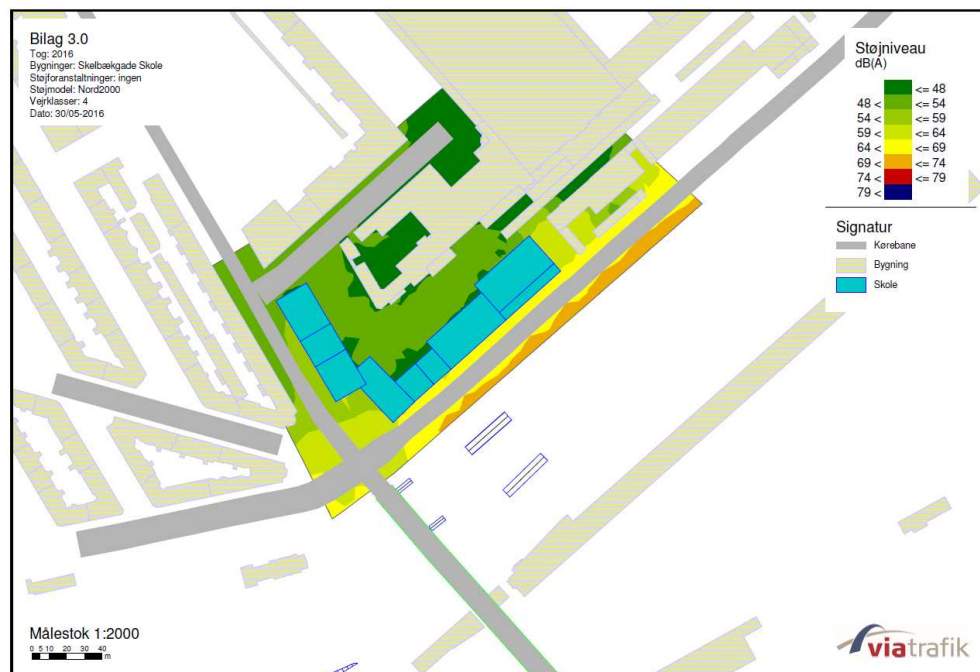 Bilag 3.0
Tog: 2016
Bygninger: Skelbækgade Skole
Støjforanstaltninger: ingen
Støjmodel: Nord2000
Vejrklasser: 4
Dato: 30/05-2016
Støjniveau
dB(A)
<= 48
48 < <= 54
54 < <= 59
59 < <= 64
64 < <= 69
69 < <= 74
74 < <= 79
79 <
Signatur
Kørebane
Bygning
Skole
Målestok 1:2000
0 5 10 20 30 40
m
viatrafik